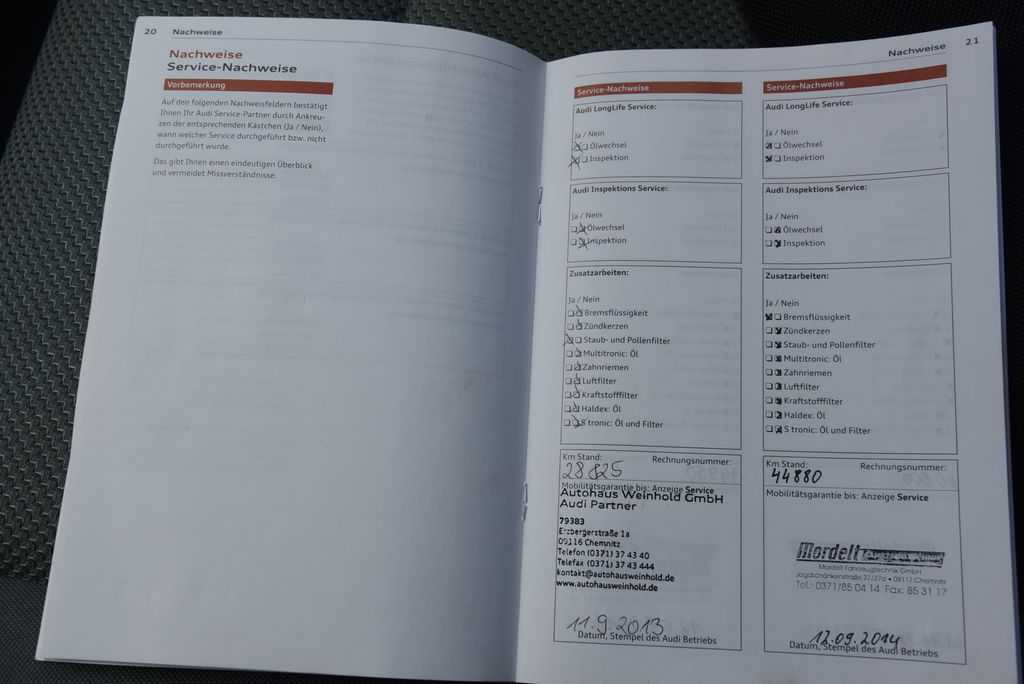 20 Nachweise
Nachweise
Service-Nachweise
Vorbemerkung
Auf den folgenden Nachweisfeldern bestätigt
Ihnen Ihr Audi Service-Partner durch Ankreu-
zen der entsprechenden Kästchen (Ja / Nein),
wann welcher Service durchgeführt bzw. nicht
durchgeführt wurde.
Das gibt Ihnen einen eindeutigen Überblick
und vermeidet Missverständnisse.
Nachweise 21
Service-Nachweise
Audi LongLife Service:
Ja / Nein
Ölwechsel
Inspektion
Audi Inspektions Service:
Ja / Nein
Ölwechsel
Inspektion
Zusatzarbeiten:
Ja / Nein
Bremsflüssigkeit
Zündkerzen
Staub- und Pollenfilter
Multitronic: Öl
Zahnriemen
Luftfilter
Kraftstofffilter
Haldex: Öl
S tronic: Öl und Filter
Km Stand: Rechnungsnummer:
28825
Mobilitätsgarantie bis: Anzeige Service
Autohaus Weinhold GmbH
Audi Partner
79383
Erzbergerstraße 1a
09116 Chemnitz
Telefon (0371) 37 43 40
Telefax (0371) 37 43 444
kontakt@autohausweinhold.de
www.autohausweinhold.de
11.9.2013
Datum, Stempel des Audi Betriebs
Service-Nachweise
Audi LongLife Service:
Ja / Nein
Ölwechsel
Inspektion
Audi Inspektions Service:
Ja / Nein
Ölwechsel
Inspektion
Zusatzarbeiten:
Ja / Nein
Bremsflüssigkeit
Zündkerzen
Staub- und Pollenfilter
Multitronic: Öl
Zahnriemen
Luftfilter
Kraftstofffilter
Haldex: Öl
S tronic: Öl und Filter
Km Stand: Rechnungsnummer:
44880
Mobilitätsgarantie bis: Anzeige Service
Mordelt
Mordelt Fahrzeugtechnik GmbH
Jagdschänkenstraße 27/27a • 09117 Chemnitz
Tel.: 0371/85 04 14 Fax: 85 31 17
12.09.2014
Datum, Stempel des Audi Betriebs